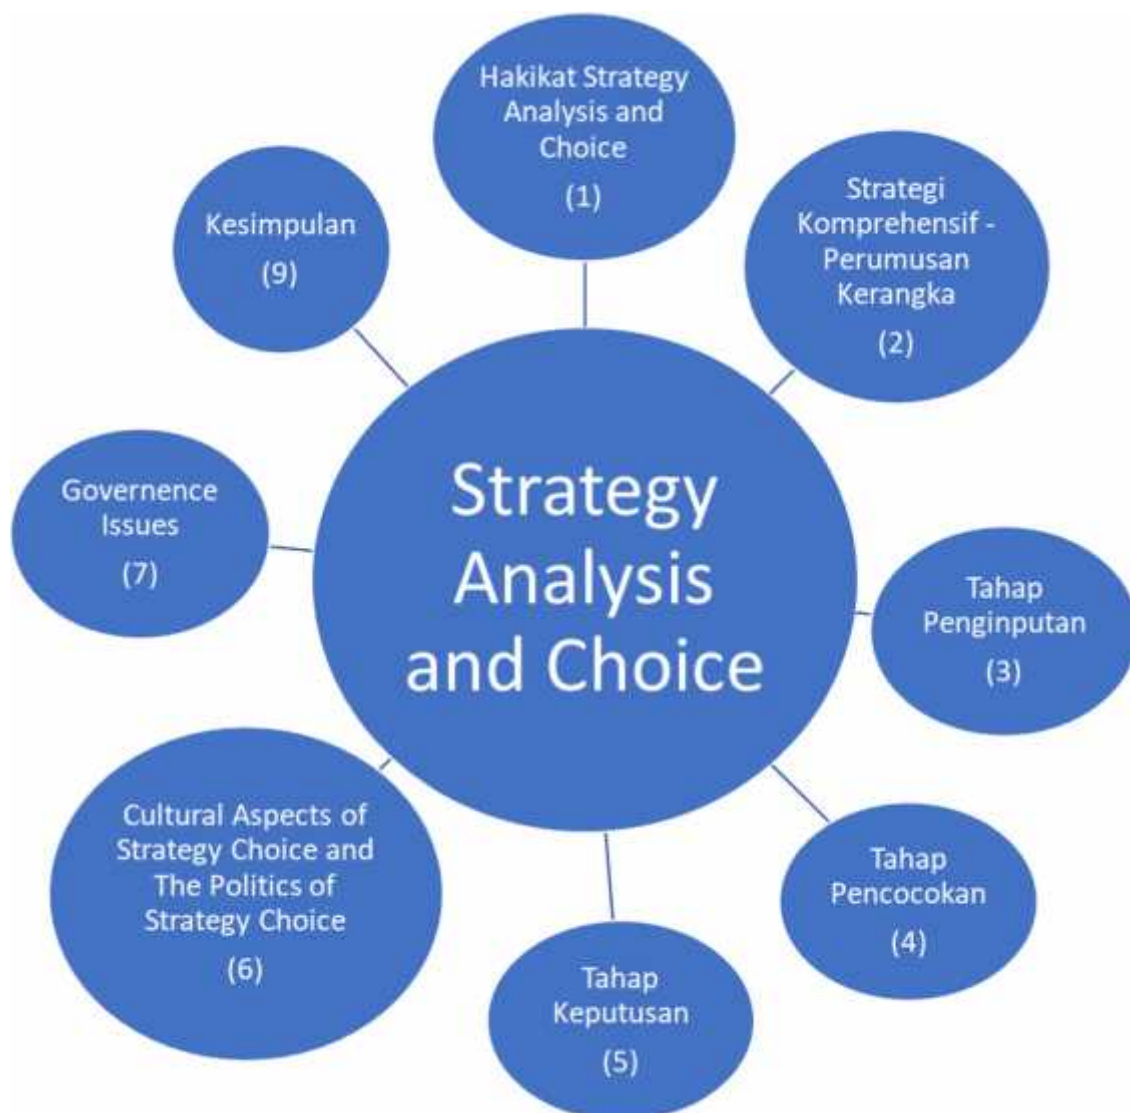 Strategy
Analysis
and Choice
Hakikat Strategy
Analysis and
Choice
(1)
Strategi
Komprehensif -
Perumusan
Kerangka
(2)
Tahap
Penginputan
(3)
Tahap
Pencocokan
(4)
Tahap
Keputusan
(5)
Cultural Aspects of
Strategy Choice and
The Politics of
Strategy Choice
(6)
Governence
Issues
(7)
Kesimpulan
(9)